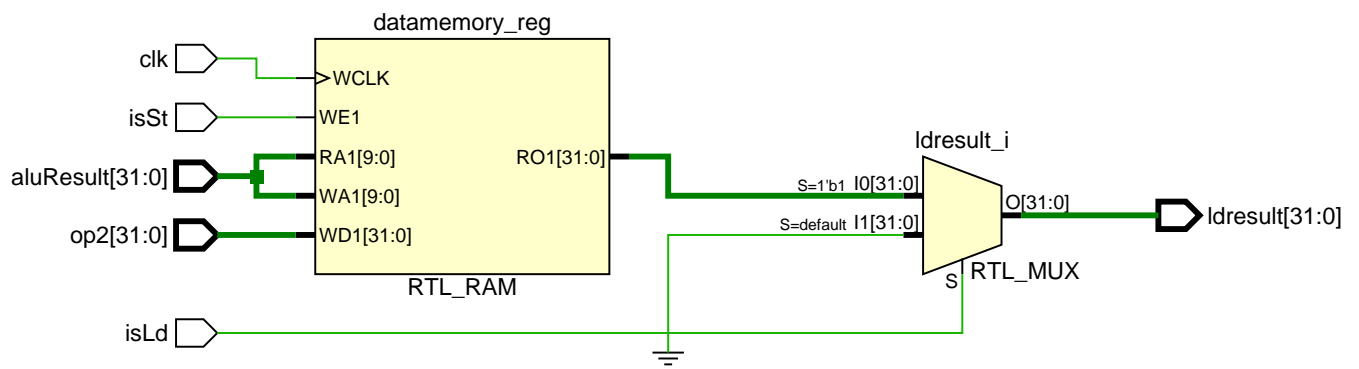 datamemory_reg
clk
WCLK
isSt
WE1
ldresult_i
aluResult[31:0]
RA1[9:0]
RO1[31:0]
S=1'b1 I0[31:0]
WA1[9:0]
O[31:0]
ldresult[31:0]
op2[31:0]
WD1[31:0]
S=default I1[31:0]
RTL_MUX
S
RTL_RAM
isLd